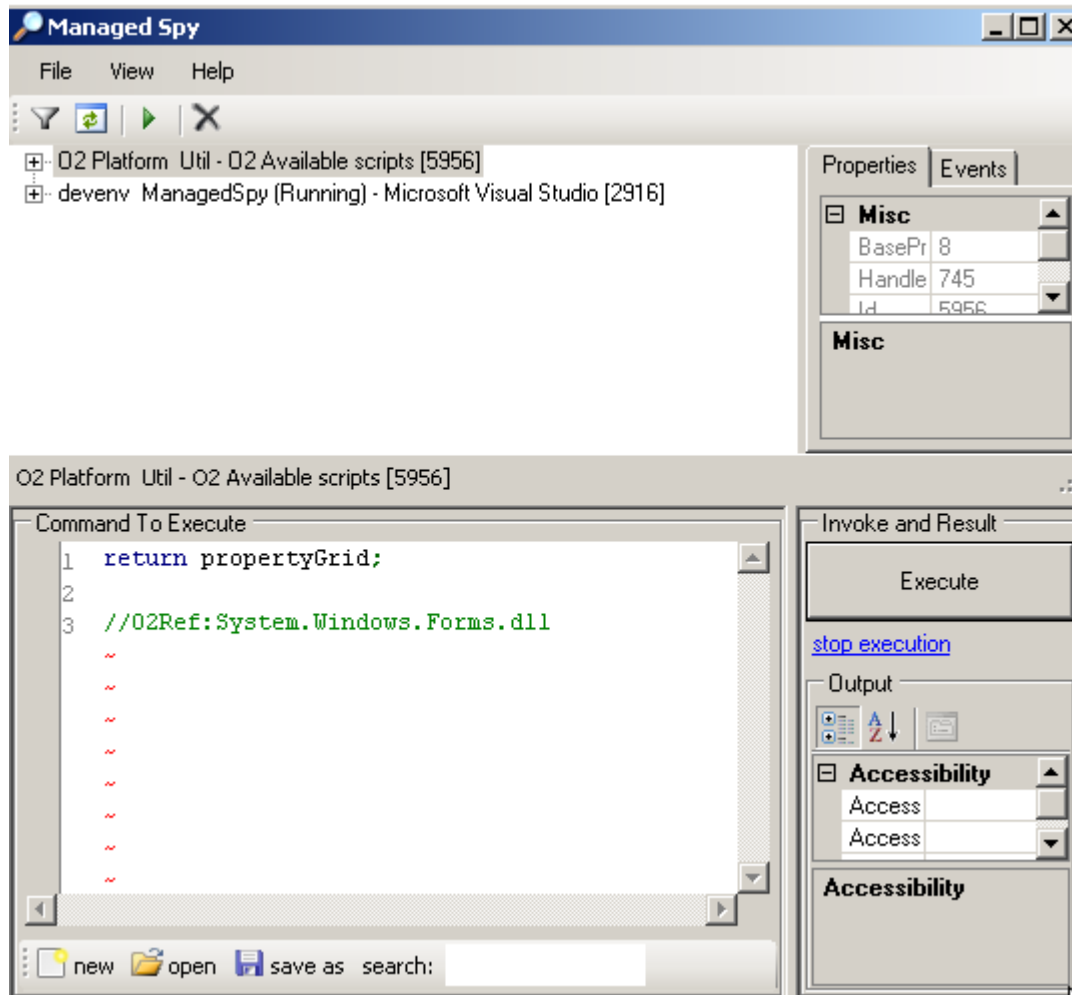 Managed Spy
File View Help
O2 Platform Util - O2 Available scripts [5956]
devenv ManagedSpy (Running) - Microsoft Visual Studio [2916]
Properties Events
Misc
BasePr 8
Handle 745
Id 5956
Misc
O2 Platform Util - O2 Available scripts [5956]
Command To Execute
1 return propertyGrid;
2
3 //O2Ref:System.Windows.Forms.dll
~
~
~
~
~
~
~
~
new open save as search:
Invoke and Result
Execute
stop execution
Output
Accessibility
Access
Access
Accessibility